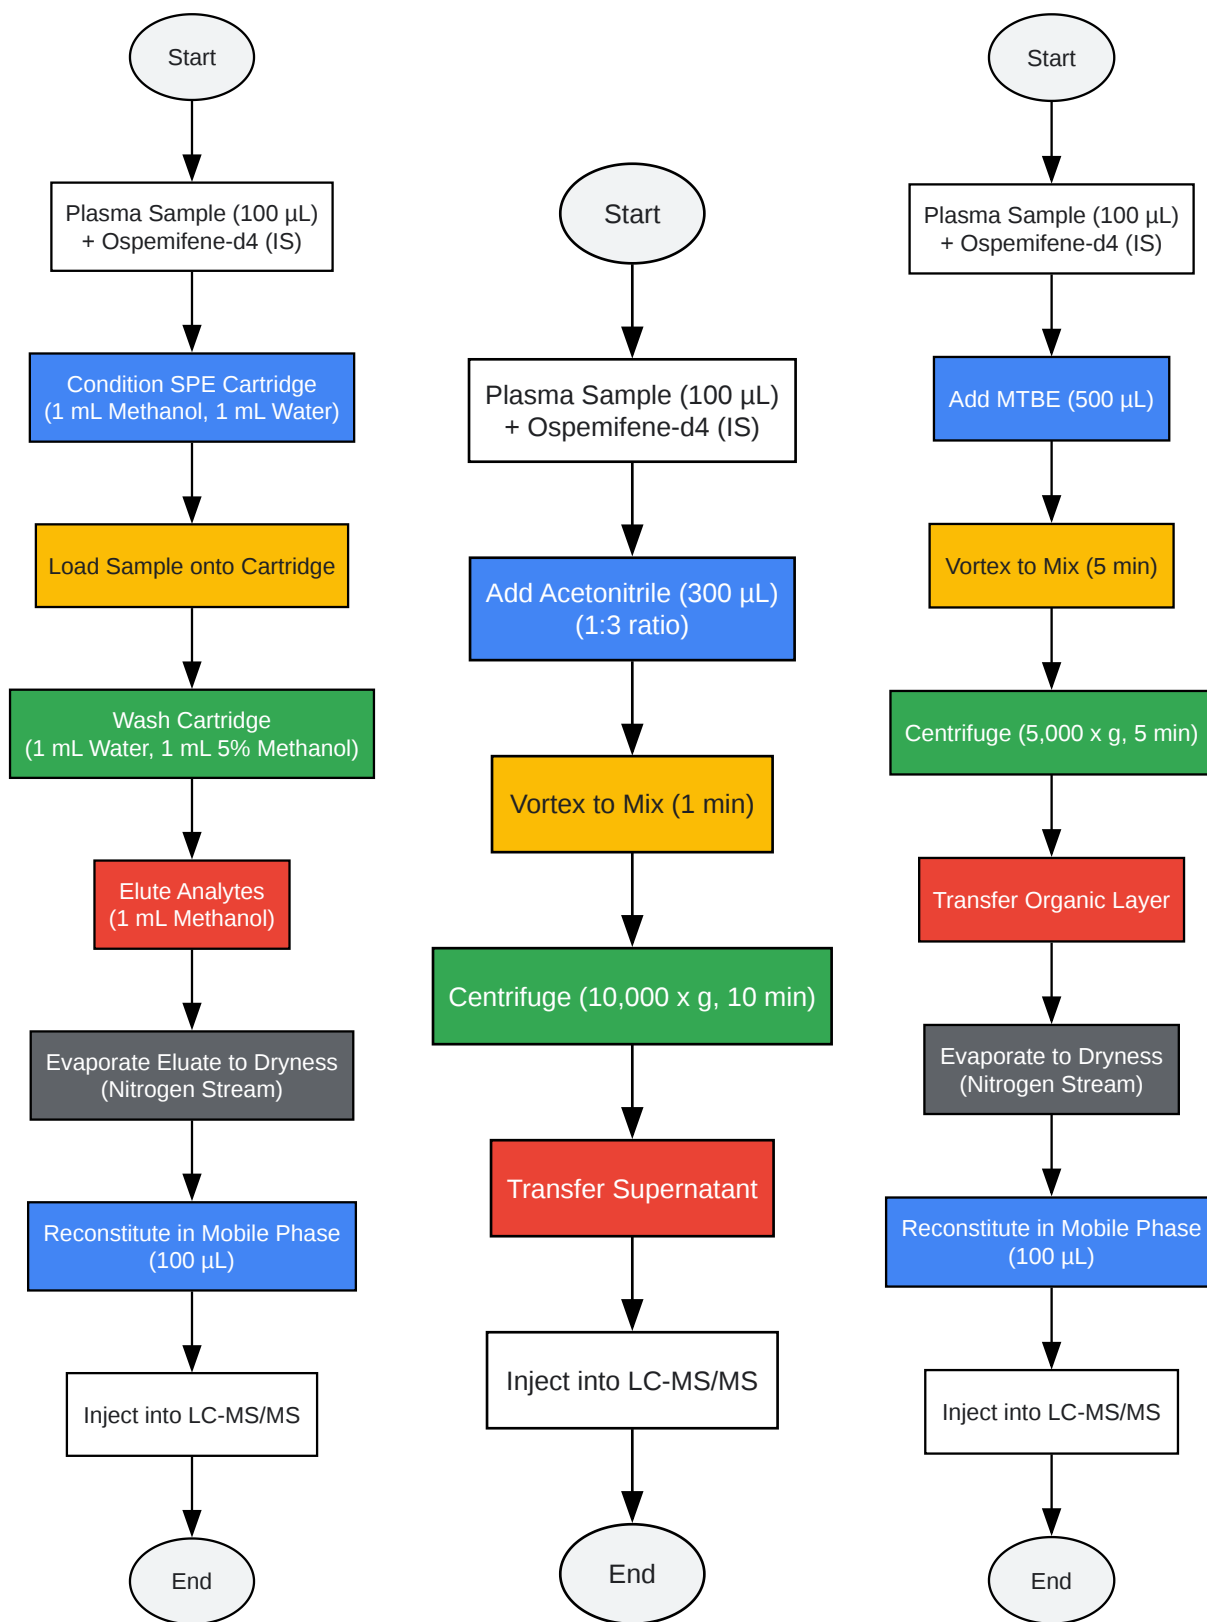 Start
Plasma Sample (100 µL)
+ Ospemifene-d4 (IS)
Condition SPE Cartridge
(1 mL Methanol, 1 mL Water)
Load Sample onto Cartridge
Wash Cartridge
(1 mL Water, 1 mL 5% Methanol)
Elute Analytes
(1 mL Methanol)
Evaporate Eluate to Dryness
(Nitrogen Stream)
Reconstitute in Mobile Phase
(100 µL)
Inject into LC-MS/MS
End
Start
Plasma Sample (100 µL)
+ Ospemifene-d4 (IS)
Add Acetonitrile (300 µL)
(1:3 ratio)
Vortex to Mix (1 min)
Centrifuge (10,000 x g, 10 min)
Transfer Supernatant
Inject into LC-MS/MS
End
Start
Plasma Sample (100 µL)
+ Ospemifene-d4 (IS)
Add MTBE (500 µL)
Vortex to Mix (5 min)
Centrifuge (5,000 x g, 5 min)
Transfer Organic Layer
Evaporate to Dryness
(Nitrogen Stream)
Reconstitute in Mobile Phase
(100 µL)
Inject into LC-MS/MS
End